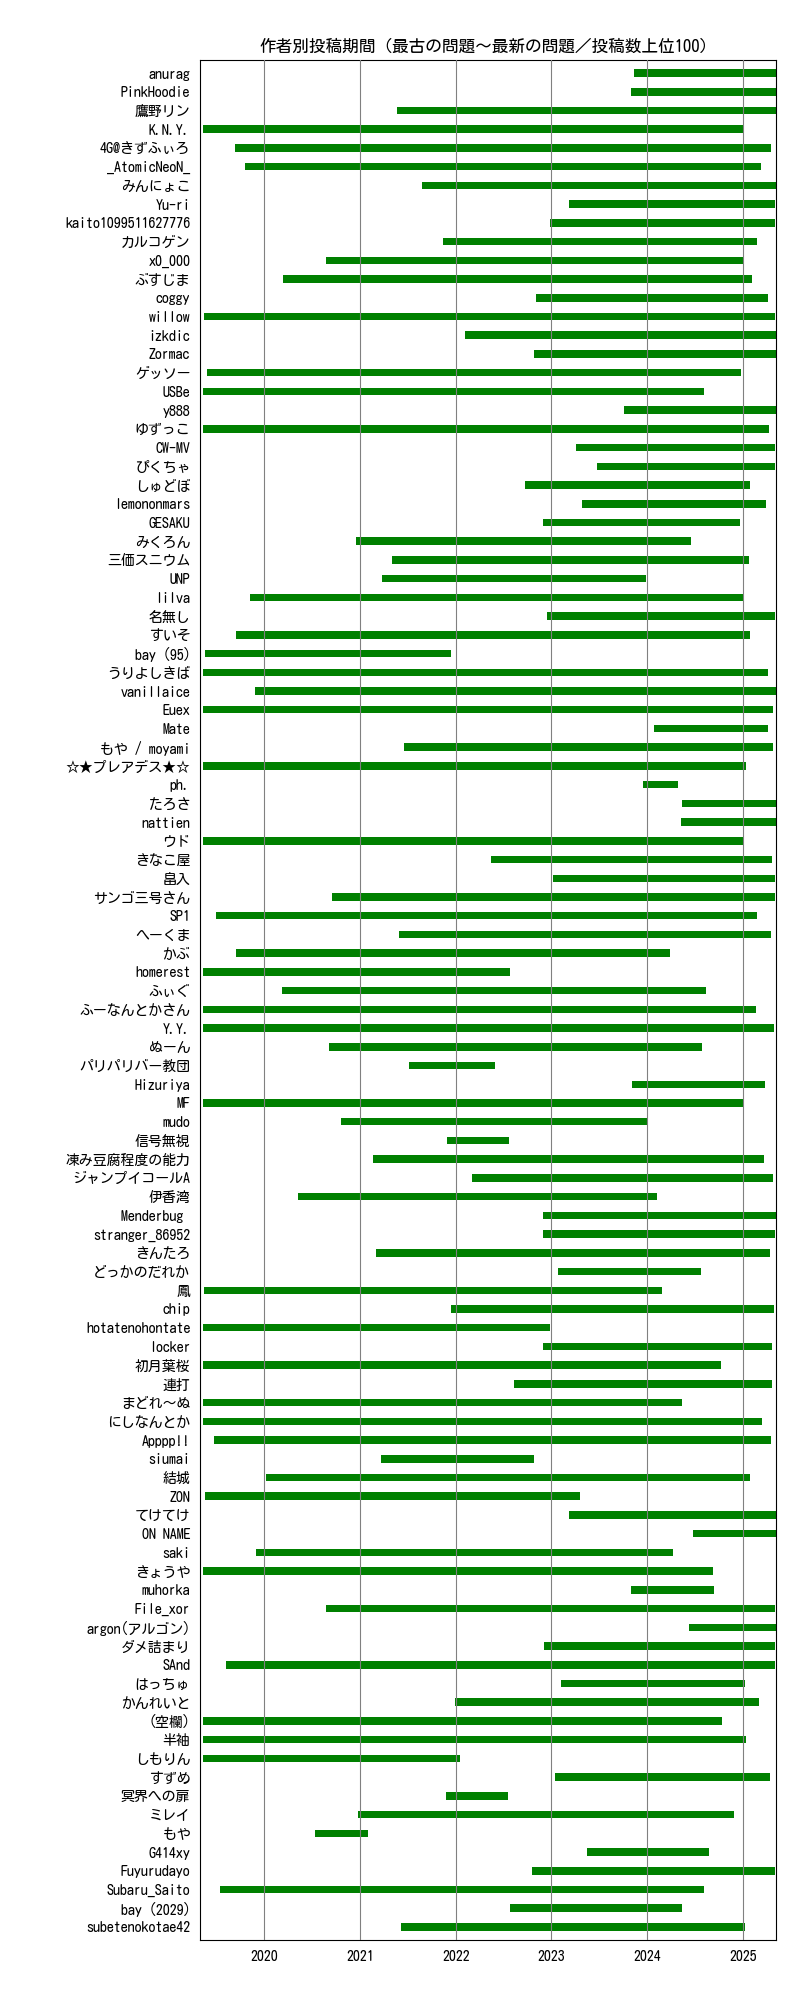 作者別投稿期間（最古の問題～最新の問題／投稿数上位100）
anurag
PinkHoodie
鷹野リン
K.N.Y.
4G@きずふぃろ
_AtomicNeoN_
みんにょこ
Yu-ri
kaito1099511627776
カルコゲン
x0_000
ぶすじま
coggy
willow
izkdic
Zormac
ゲッソー
USBe
y888
ゆずっこ
CW-MV
ぴくちゃ
しゅどぼ
lemononmars
GESAKU
みくろん
三価スニウム
UNP
lilva
名無し
すいそ
bay (95)
うりよしきば
vanillaice
Euex
Mate
もや / moyami
☆★プレアデス★☆
ph.
たろさ
nattien
ウド
きなこ屋
畠入
サンゴ三号さん
SP1
へーくま
かぶ
homerest
ふぃぐ
ふーなんとかさん
Y.Y.
ぬーん
パリパリバー教団
Hizuriya
MF
mudo
信号無視
凍み豆腐程度の能力
ジャンプイコールA
伊香湾
Menderbug
stranger_86952
きんたろ
どっかのだれか
鳳
chip
hotatenohontate
locker
初月葉桜
連打
まどれ～ぬ
にしなんとか
Appppll
siumai
結城
ZON
てけてけ
ON NAME
saki
きょうや
muhorka
File_xor
argon(アルゴン)
ダメ詰まり
SAnd
はっちゅ
かんれいと
(空欄)
半袖
しもりん
すずめ
冥界への扉
ミレイ
もや
G414xy
Fuyurudayo
Subaru_Saito
bay (2029)
subetenokotae42
2020 2021 2022 2023 2024 2025